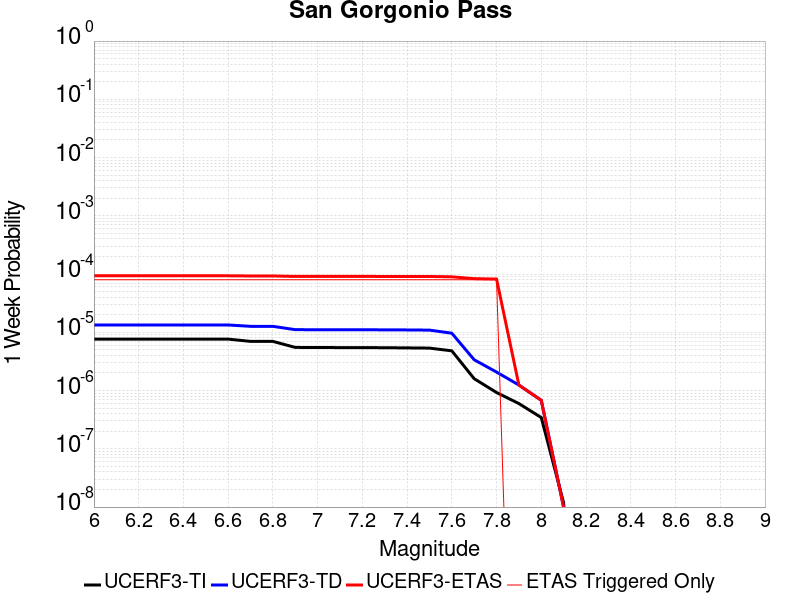 San Gorgonio Pass
10^0
10^-1
10^-2
10^-3
10^-4
10^-5
10^-6
10^-7
10^-8
1 Week Probability
6 6.2 6.4 6.6 6.8 7 7.2 7.4 7.6 7.8 8 8.2 8.4 8.6 8.8 9
Magnitude
UCERF3-TI UCERF3-TD UCERF3-ETAS ETAS Triggered Only